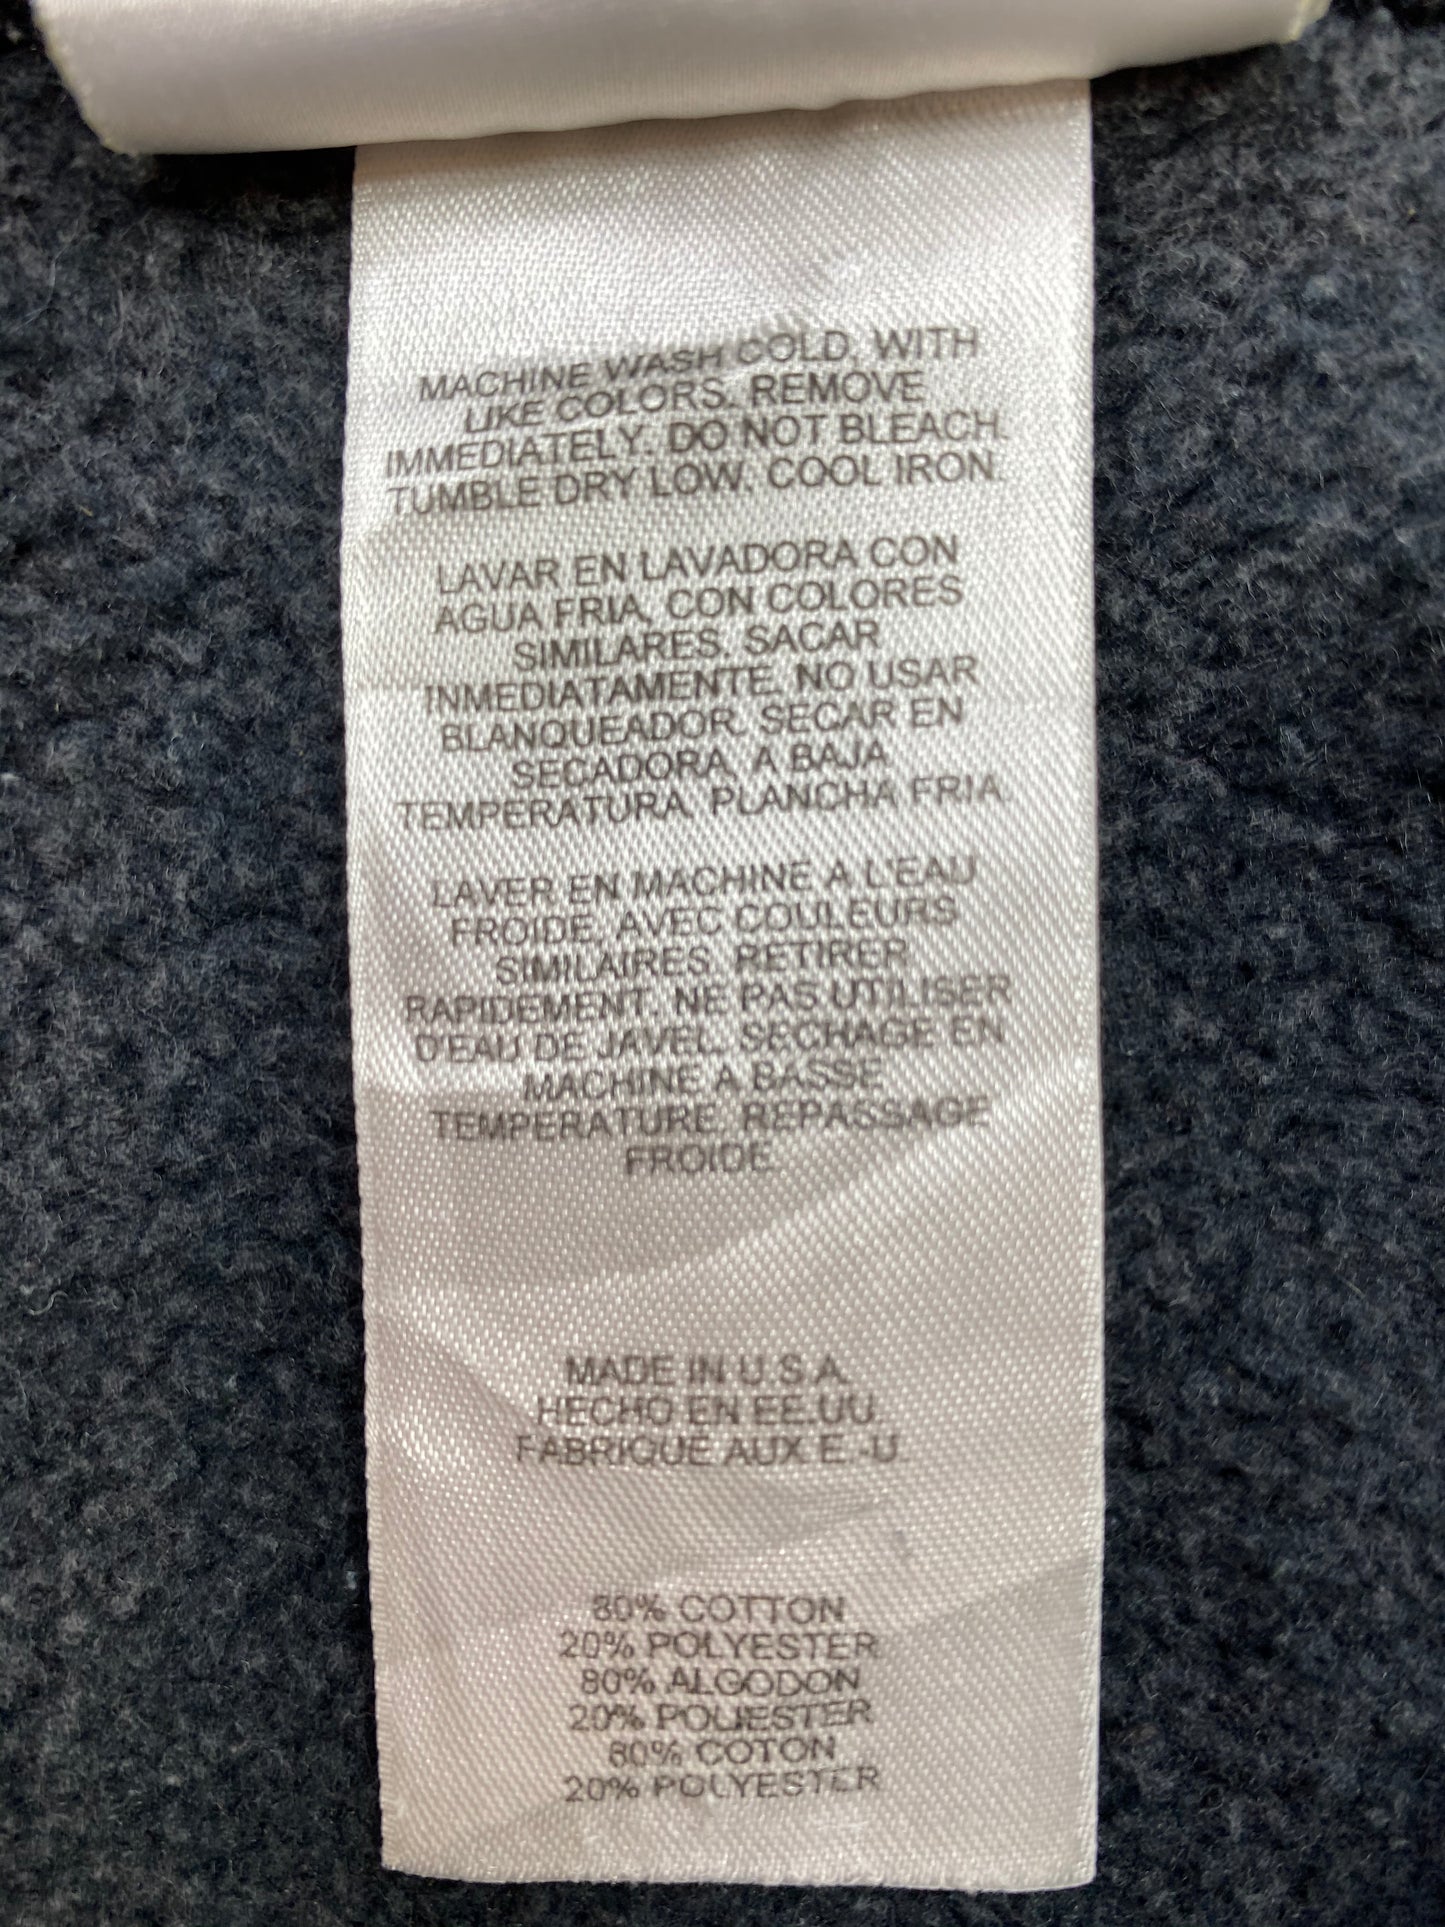 MACHINE WASH COLD, WITH
LIKE COLORS. REMOVE
IMMEDIATELY. DO NOT BLEACH.
TUMBLE DRY LOW. COOL IRON.
LAVAR EN LAVADORA CON
AGUA FRIA, CON COLORES
SIMILARES. SACAR
INMEDIATAMENTE. NO USAR
BLANQUEADOR. SECAR EN
SECADORA, A BAJA
TEMPERATURA. PLANCHA FRIA.
LAVER EN MACHINE A L'EAU
FROIDE, AVEC COULEURS
SIMILAIRES. RETIRER
RAPIDEMENT. NE PAS UTILISER
D'EAU DE JAVEL. SECHAGE EN
MACHINE A BASSE
TEMPERATURE. REPASSAGE
FROIDE.
MADE IN U.S.A.
HECHO EN EE.UU.
FABRIQUE AUX E.-U.
80% COTTON
20% POLYESTER
80% ALGODON
20% POLIESTER
80% COTON
20% POLYESTER